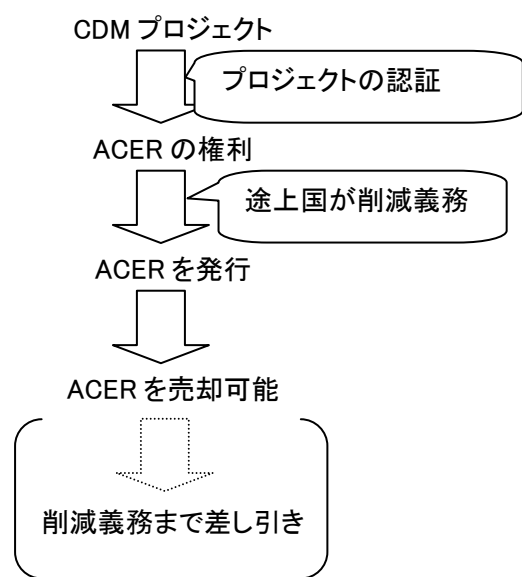 CDM プロジェクト
プロジェクトの認証
ACER の権利
途上国が削減義務
ACER を発行
ACER を売却可能
削減義務まで差し引き